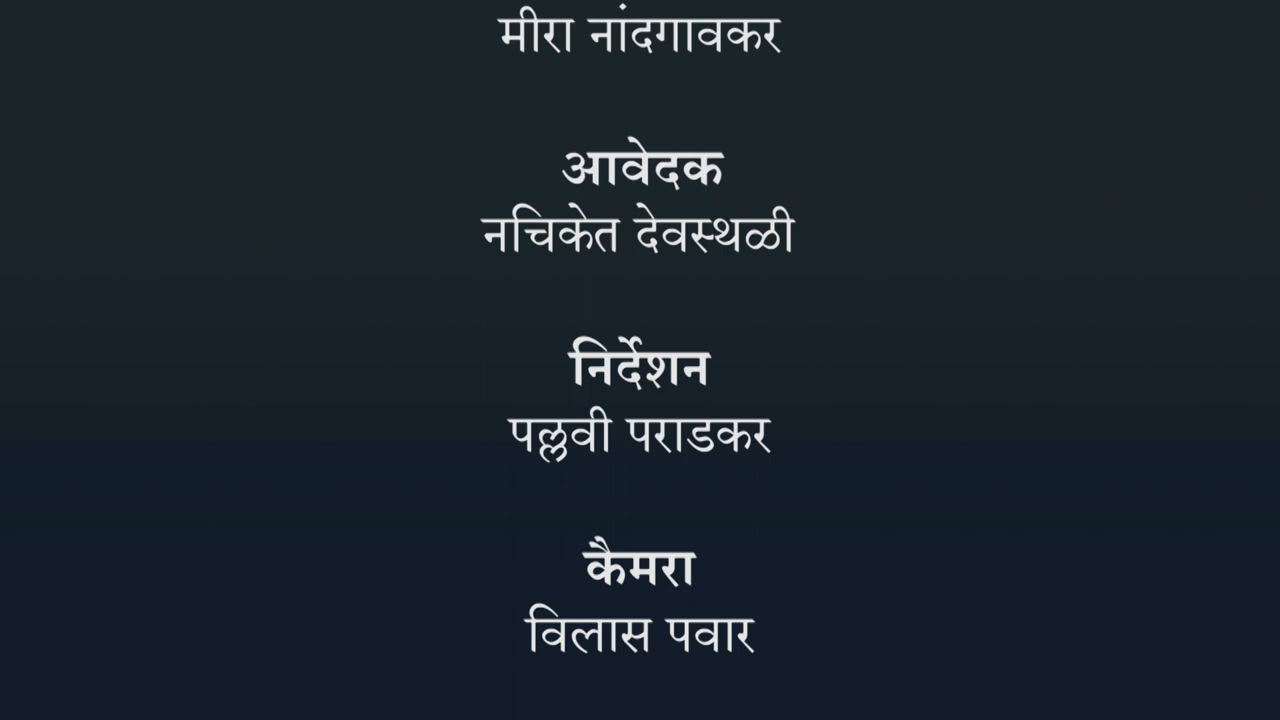 मीरा नांदगावकर
आवेदक
नचिकेत देवस्थळी
निर्देशन
पल्लवी पराडकर
कैमरा
विलास पवार